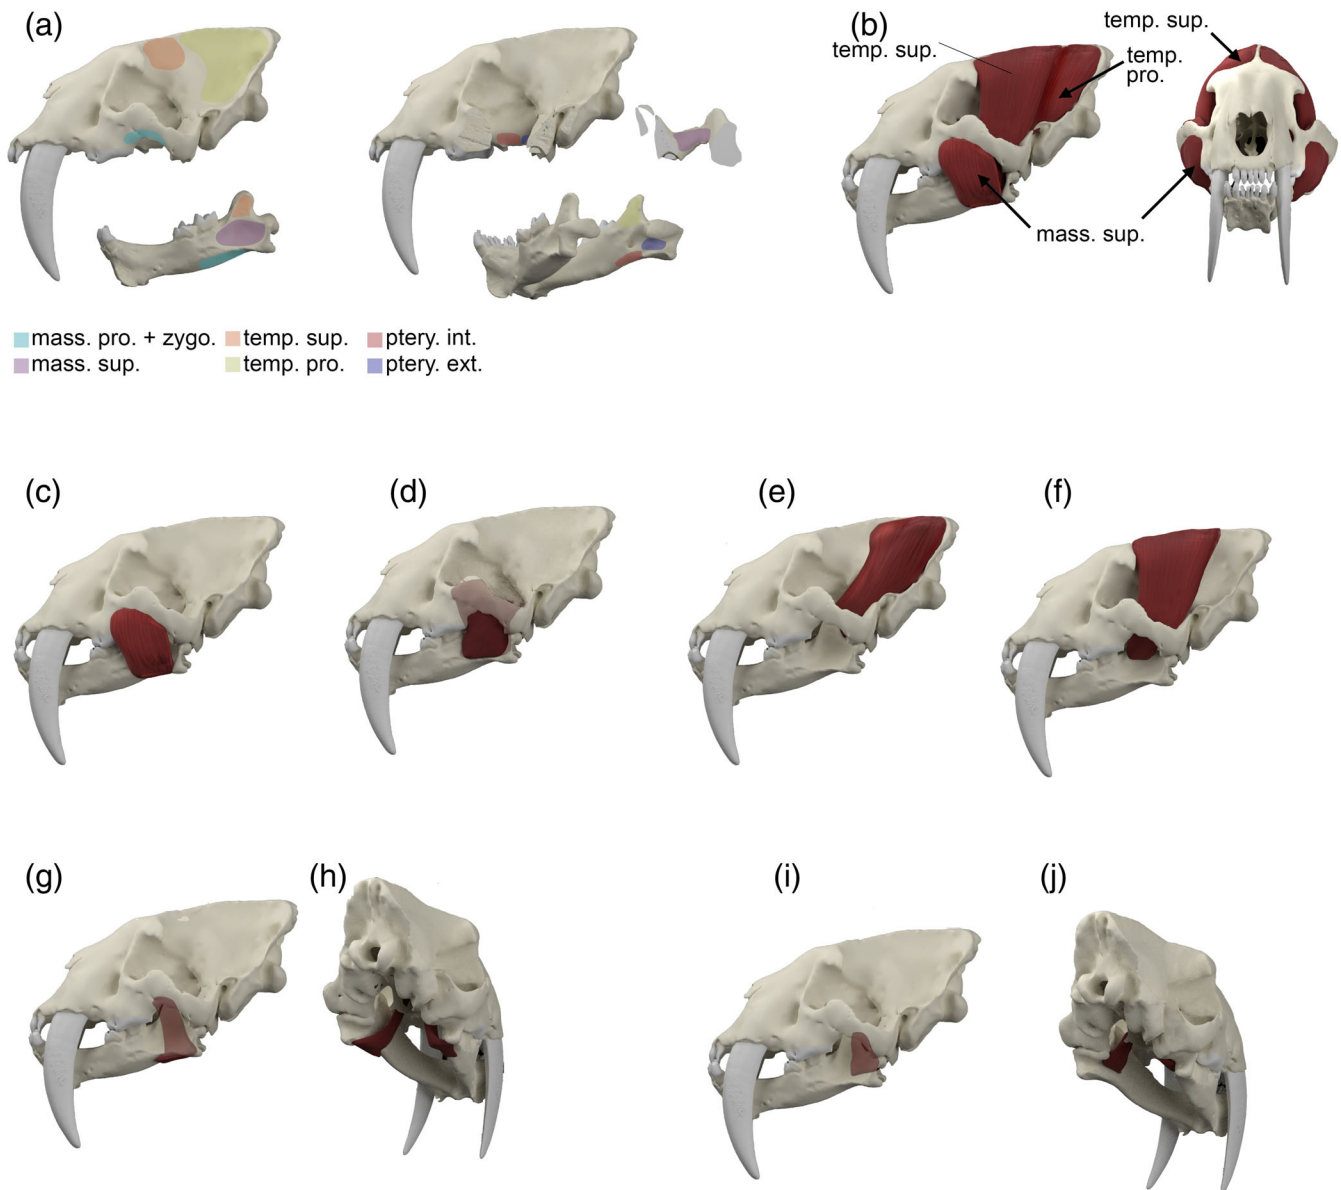 (a)
(b)
temp. sup.
temp. sup.
temp.
pro.
mass. sup.
mass. pro. + zygo.
temp. sup.
ptery. int.
mass. sup.
temp. pro.
ptery. ext.
(c)
(d)
(e)
(f)
(g)
(h)
(i)
(j)